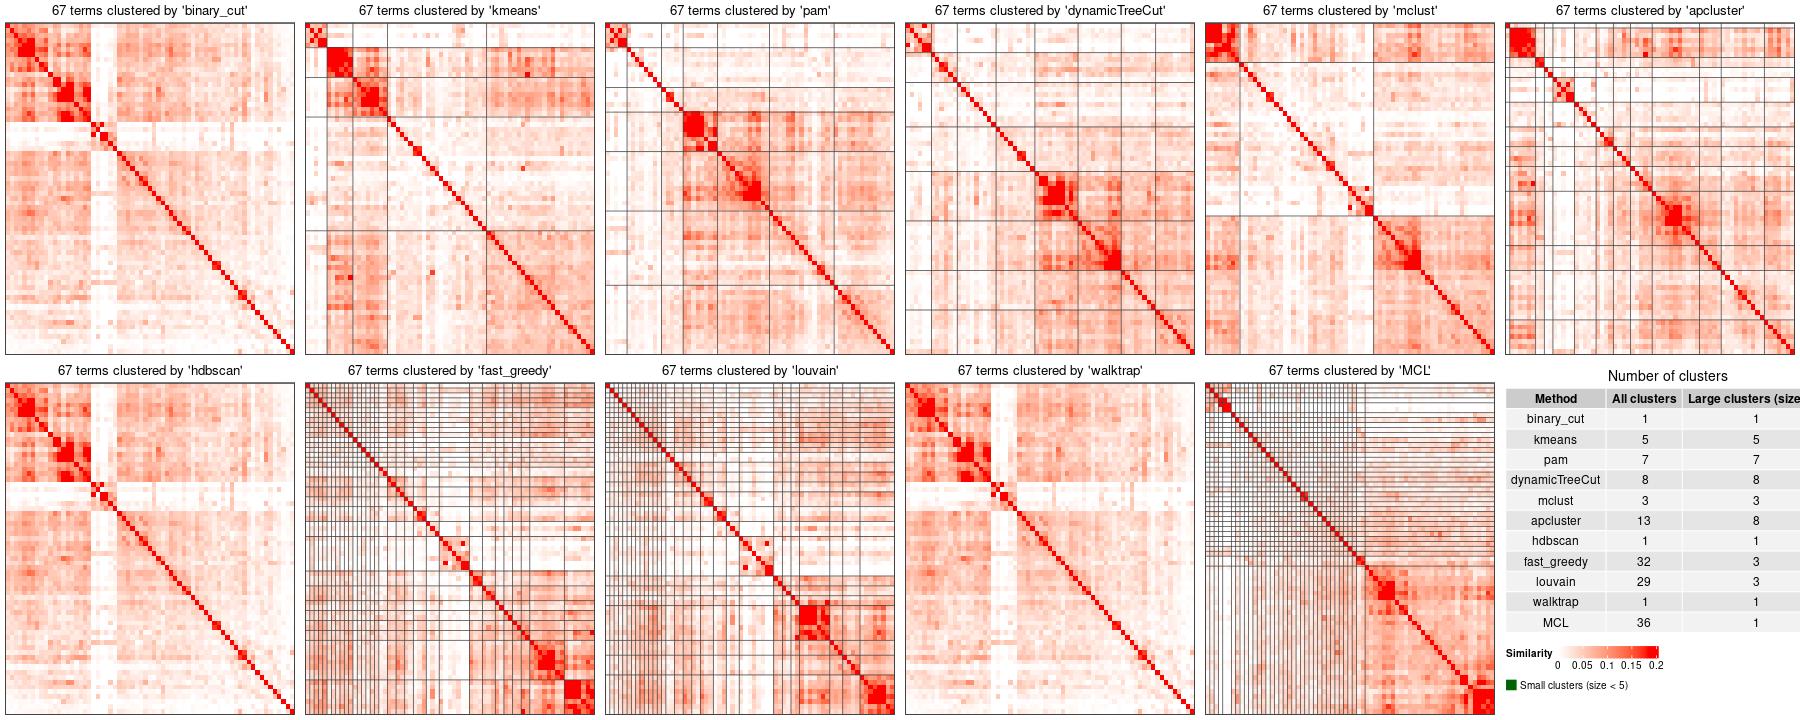 67 terms clustered by 'binary_cut'
67 terms clustered by 'kmeans'
67 terms clustered by 'pam'
67 terms clustered by 'dynamicTreeCut'
67 terms clustered by 'mclust'
67 terms clustered by 'apcluster'
67 terms clustered by 'hdbscan'
67 terms clustered by 'fast_greedy'
67 terms clustered by 'louvain'
67 terms clustered by 'walktrap'
67 terms clustered by 'MCL'
Number of clusters
Method All clusters Large clusters (size
binary_cut 1 1
kmeans 5 5
pam 7 7
dynamicTreeCut 8 8
mclust 3 3
apcluster 13 8
hdbscan 1 1
fast_greedy 32 3
louvain 29 3
walktrap 1 1
MCL 36 1
Similarity
0 0.05 0.1 0.15 0.2
Small clusters (size < 5)